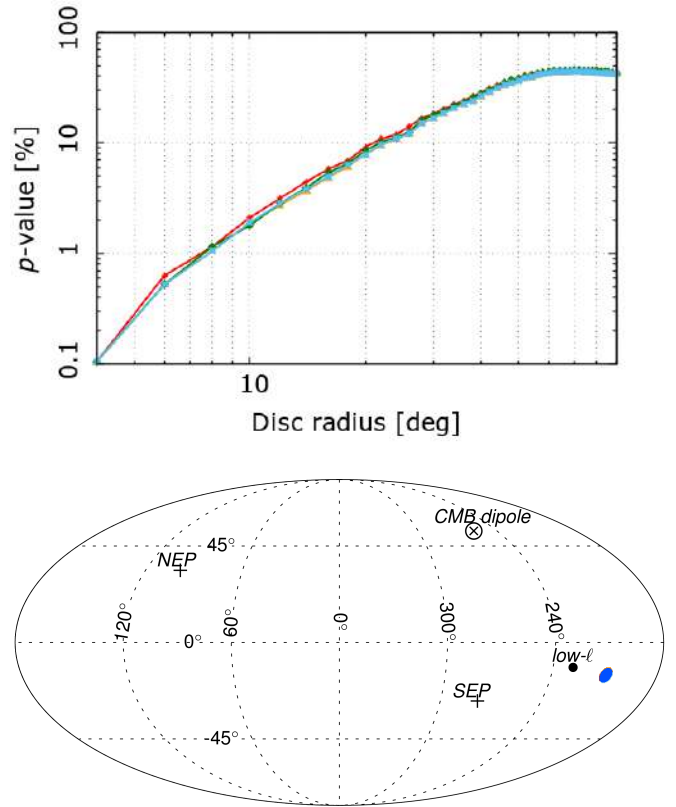 100
10
1
0.1
p-value [%]
10
Disc radius [deg]
CMB dipole
45°
NEP
120°
60°
0°
300°
240°
0°
low-ℓ
SEP
-45°